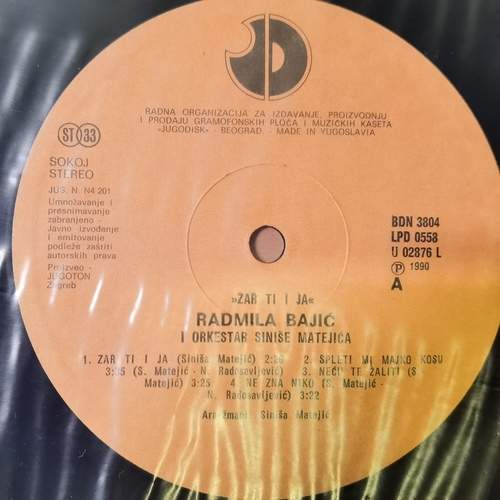 RADNA ORGANIZACIJA ZA IZDAVANJE, PROIZVODNJU
I PRODAJU GRAMOFONSKIH PLOČA I MUZIČKIH KASETA
»JUGODISK« - BEOGRAD - MADE IN YUGOSLAVIA
ST 33
SOKOJ
STEREO
JUS. N. N4 201
Umnožavanje i
presnimavanje
zabranjeno -
Javno izvođenje
i emitovanje
podleže zaštiti
autorskih prava
Proizveo -
JUGOTON
Zagreb
BDN 3804
LPD 0558
U 02876 L
Ⓟ 1990
A
»ZAR TI I JA«
RADMILA BAJIĆ
I ORKESTAR SINIŠE MATEJIĆA
1. ZAR TI I JA (Siniša Matejić) 2:26 2. SPLETI MI MAJKO KOSU
3:35 (S. Matejić - N. Radosavljević) 3. NEĆU TE ŽALITI (S.
Matejić) 3:25 4. NE ZNA NIKO (S. Matejić -
N. Radosavljević) 3:22
Aranžmani: Siniša Matejić